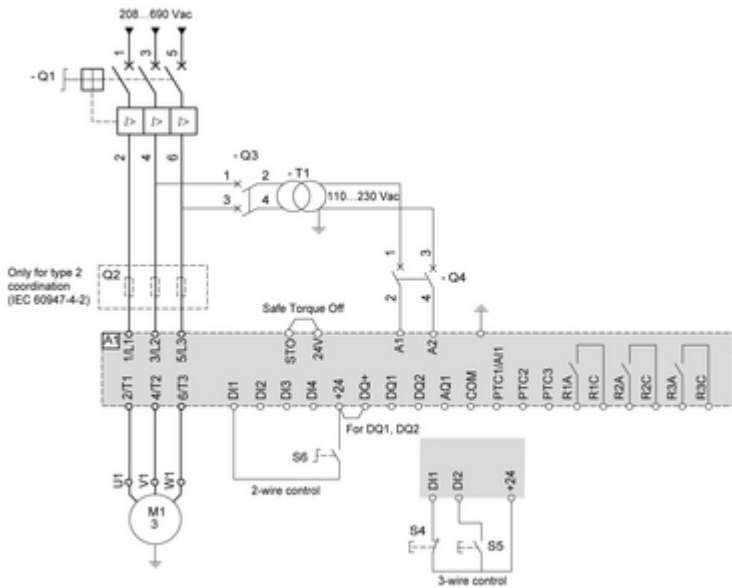 208...690 Vac
1
3
5
- Q1
I>
I>
I>
2
4
6
- Q3
1
2
- T1
3
4
110...230 Vac
Only for type 2
coordination
(IEC 60947-4-2)
Q2
1
3
- Q4
2
4
Safe Torque Off
A1
1/L1
3/L2
5/L3
STO
24V
A1
A2
2/T1
4/T2
6/T3
DI1
DI2
DI3
DI4
+24
DQ+
DQ1
DQ2
AQ1
COM
PTC1/AI1
PTC2
PTC3
R1A
R1C
R2A
R2C
R3A
R3C
For DQ1, DQ2
S6
2-wire control
U1
V1
W1
M1
3
DI1
DI2
+24
S4
S5
3-wire control